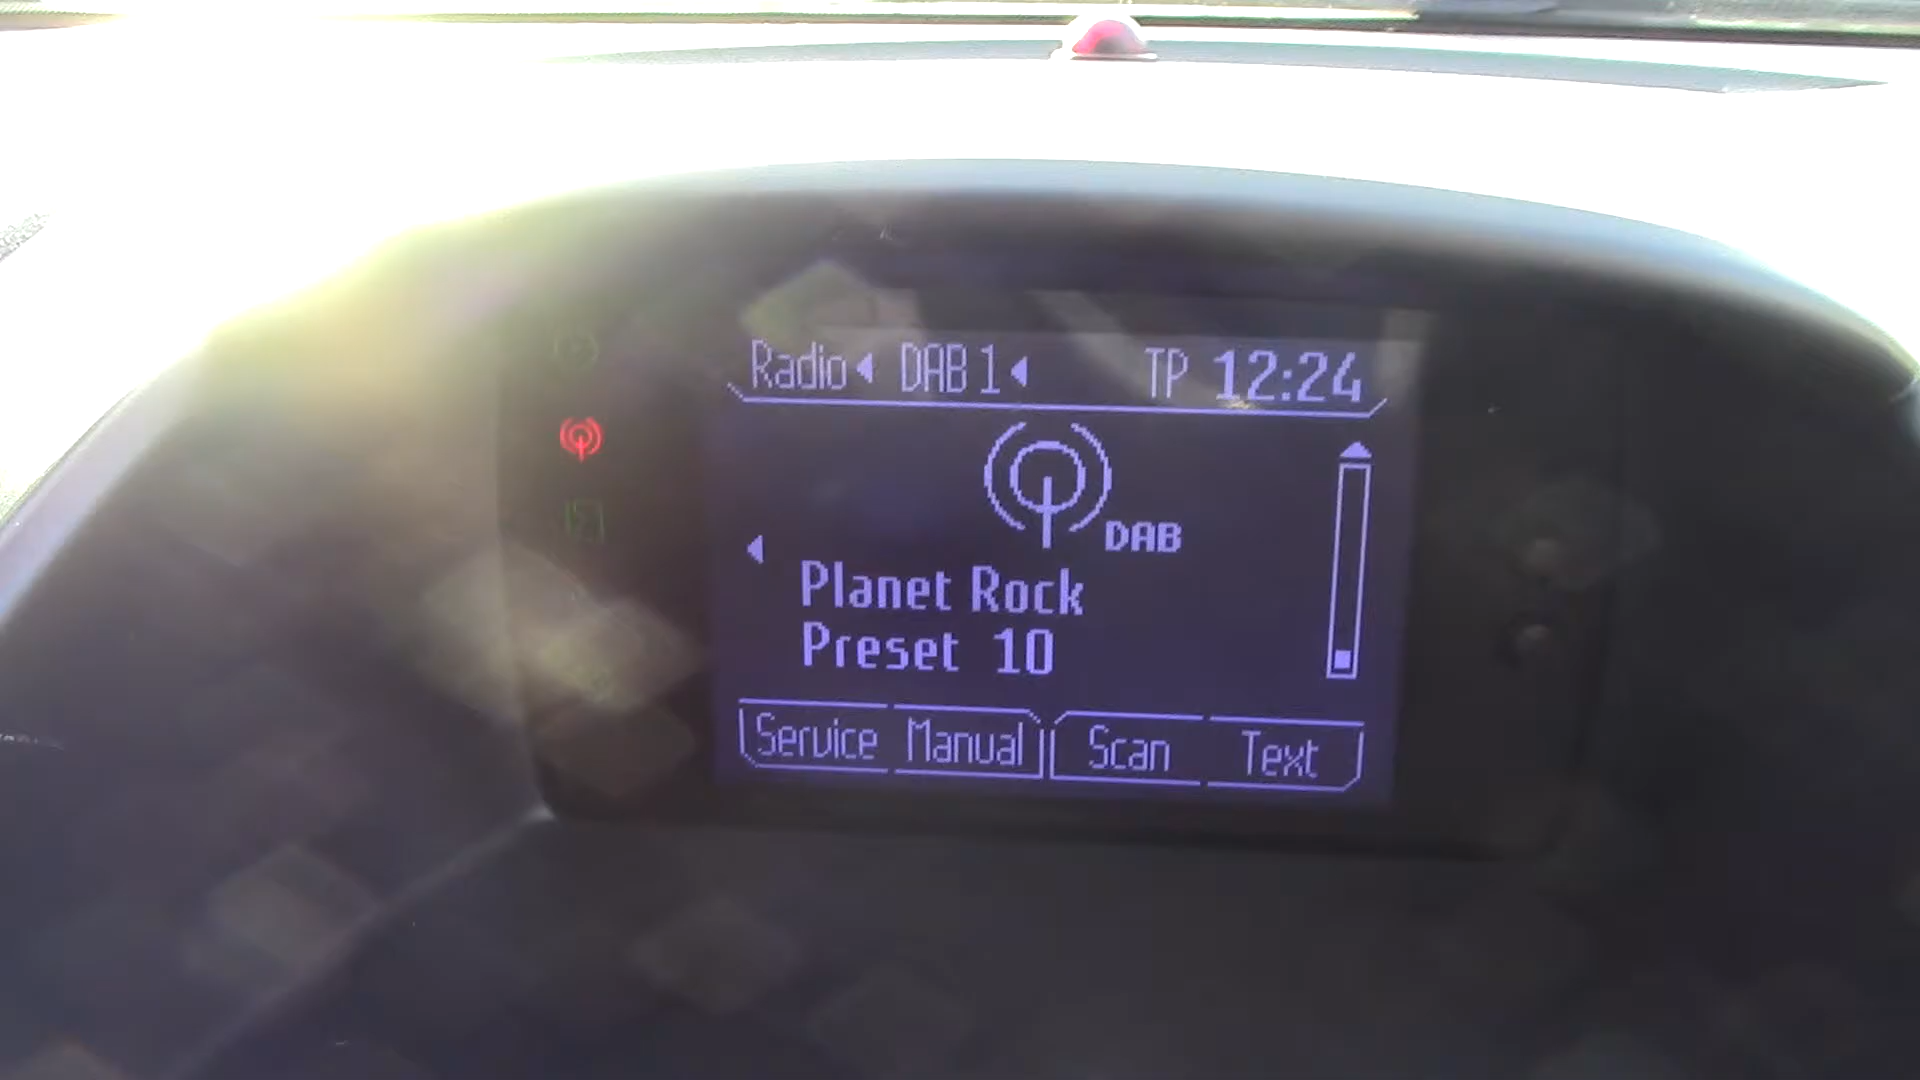 Radio DAB 1 TP 12:24
DAB
Planet Rock
Preset 10
Service Manual Scan Text